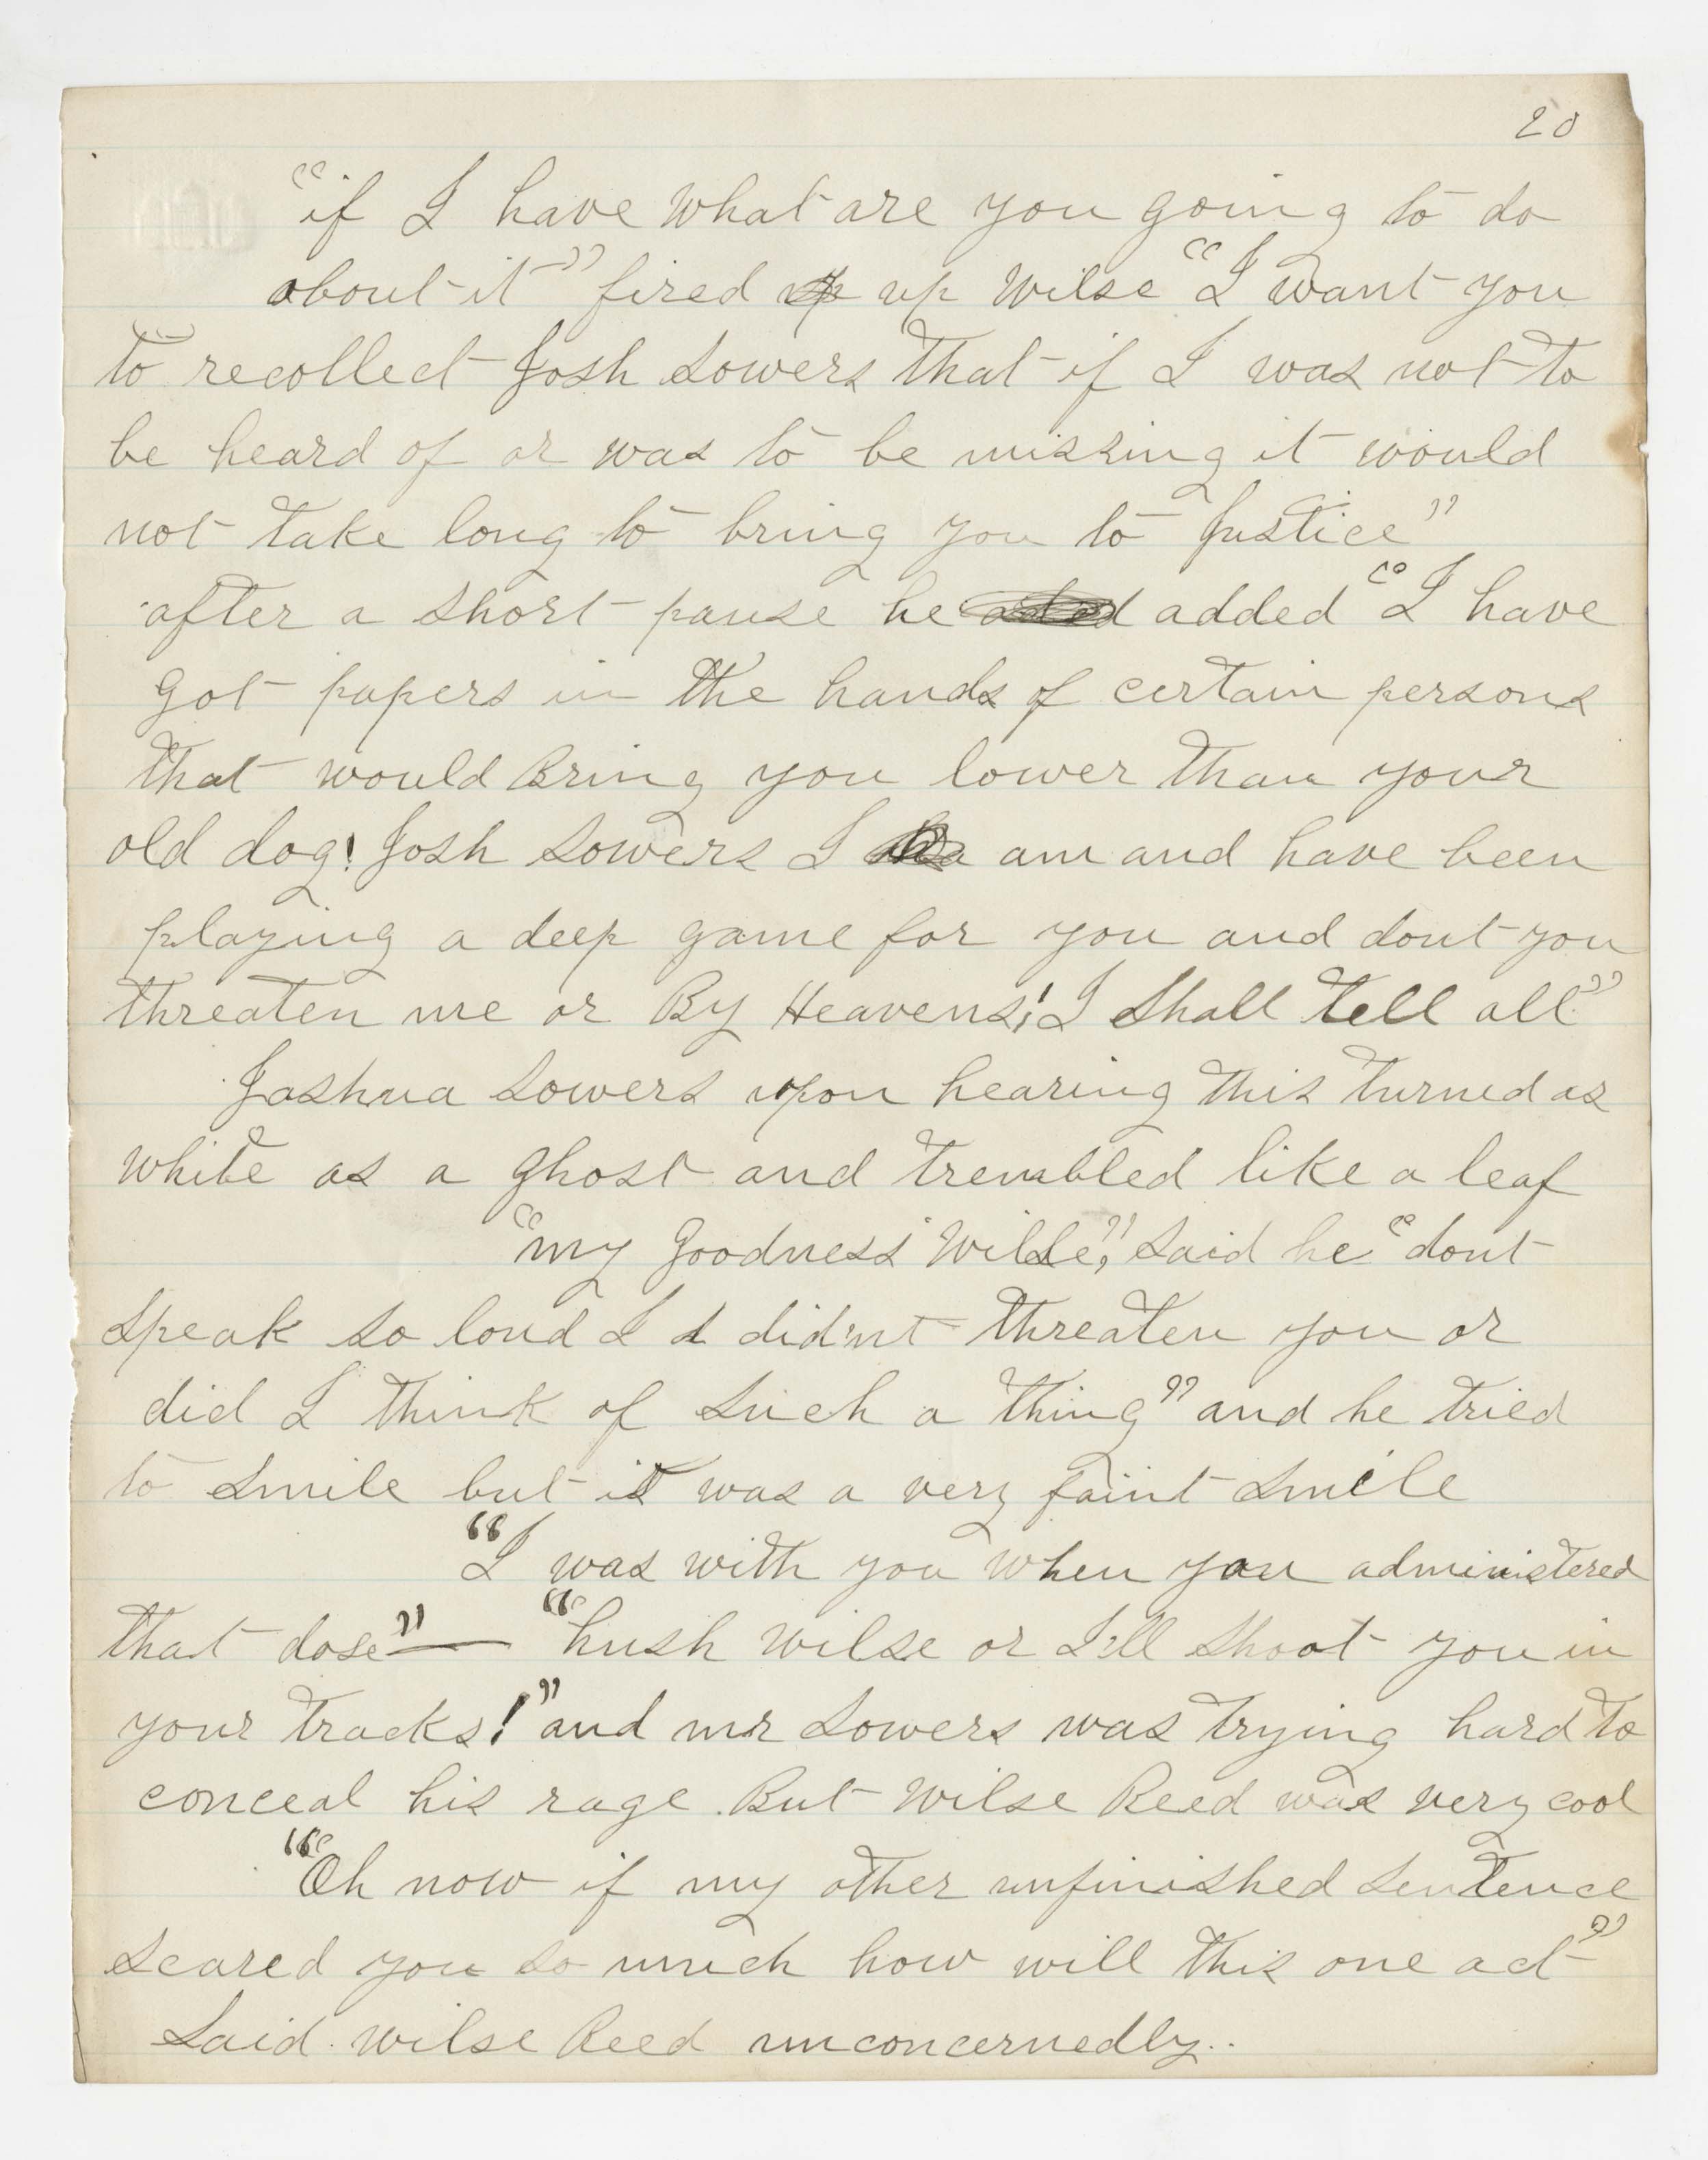 20
"if I have what are you going to do
about it" fired up up Wilse "I want you
to recollect Josh Sowers that if I was not to
be heard of or was to be missing it would
not take long to bring you to Justice"
after a short pause he added "I have
got papers in the hands of certain persons
that would Bring you lower than your
old dog! Josh Sowers I am and have been
playing a deep game for you and dont you
threaten me or By Heavens! I Shall tell all"
Joshua Sowers upon hearing this turned as
white as a ghost and trembled like a leaf
"my Goodness Wilse," said he "dont
speak so loud I d did'nt threaten you or
did I think of such a thing" and he tried
to smile but it was a very faint smile
"I was with you when you administered
that dose"— "hush Wilse or I'll shoot you in
your tracks!" and mr Sowers was trying hard to
conceal his rage. But Wilse Reed was very cool
"Oh now if my other unfinished sentence
scared you so much how will this one act"
said Wilse Reed unconcernedly..